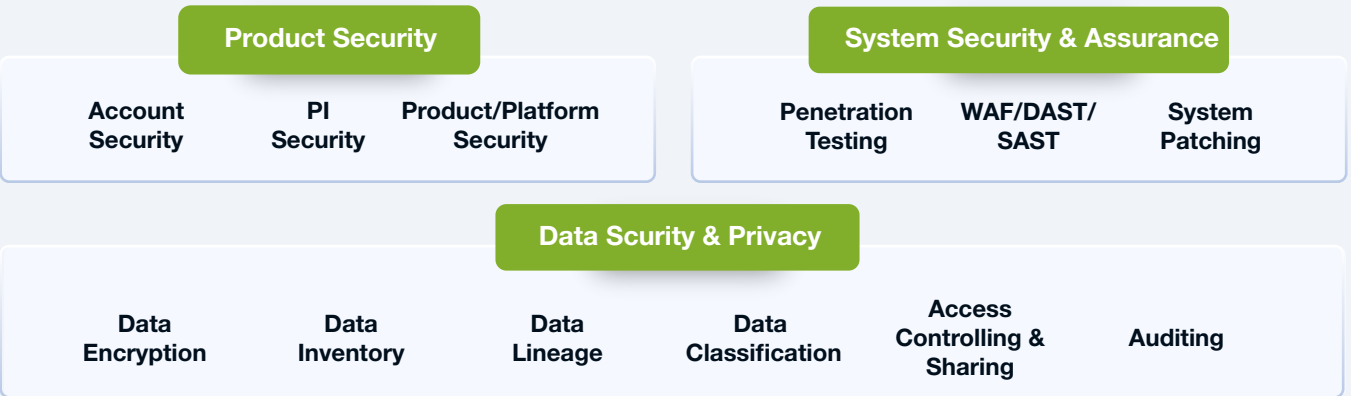 Product Security
Account
Security
PI
Security
Product/Platform
Security
System Security & Assurance
Penetration
Testing
WAF/DAST/
SAST
System
Patching
Data Scurity & Privacy
Data
Encryption
Data
Inventory
Data
Lineage
Data
Classification
Access
Controlling &
Sharing
Auditing